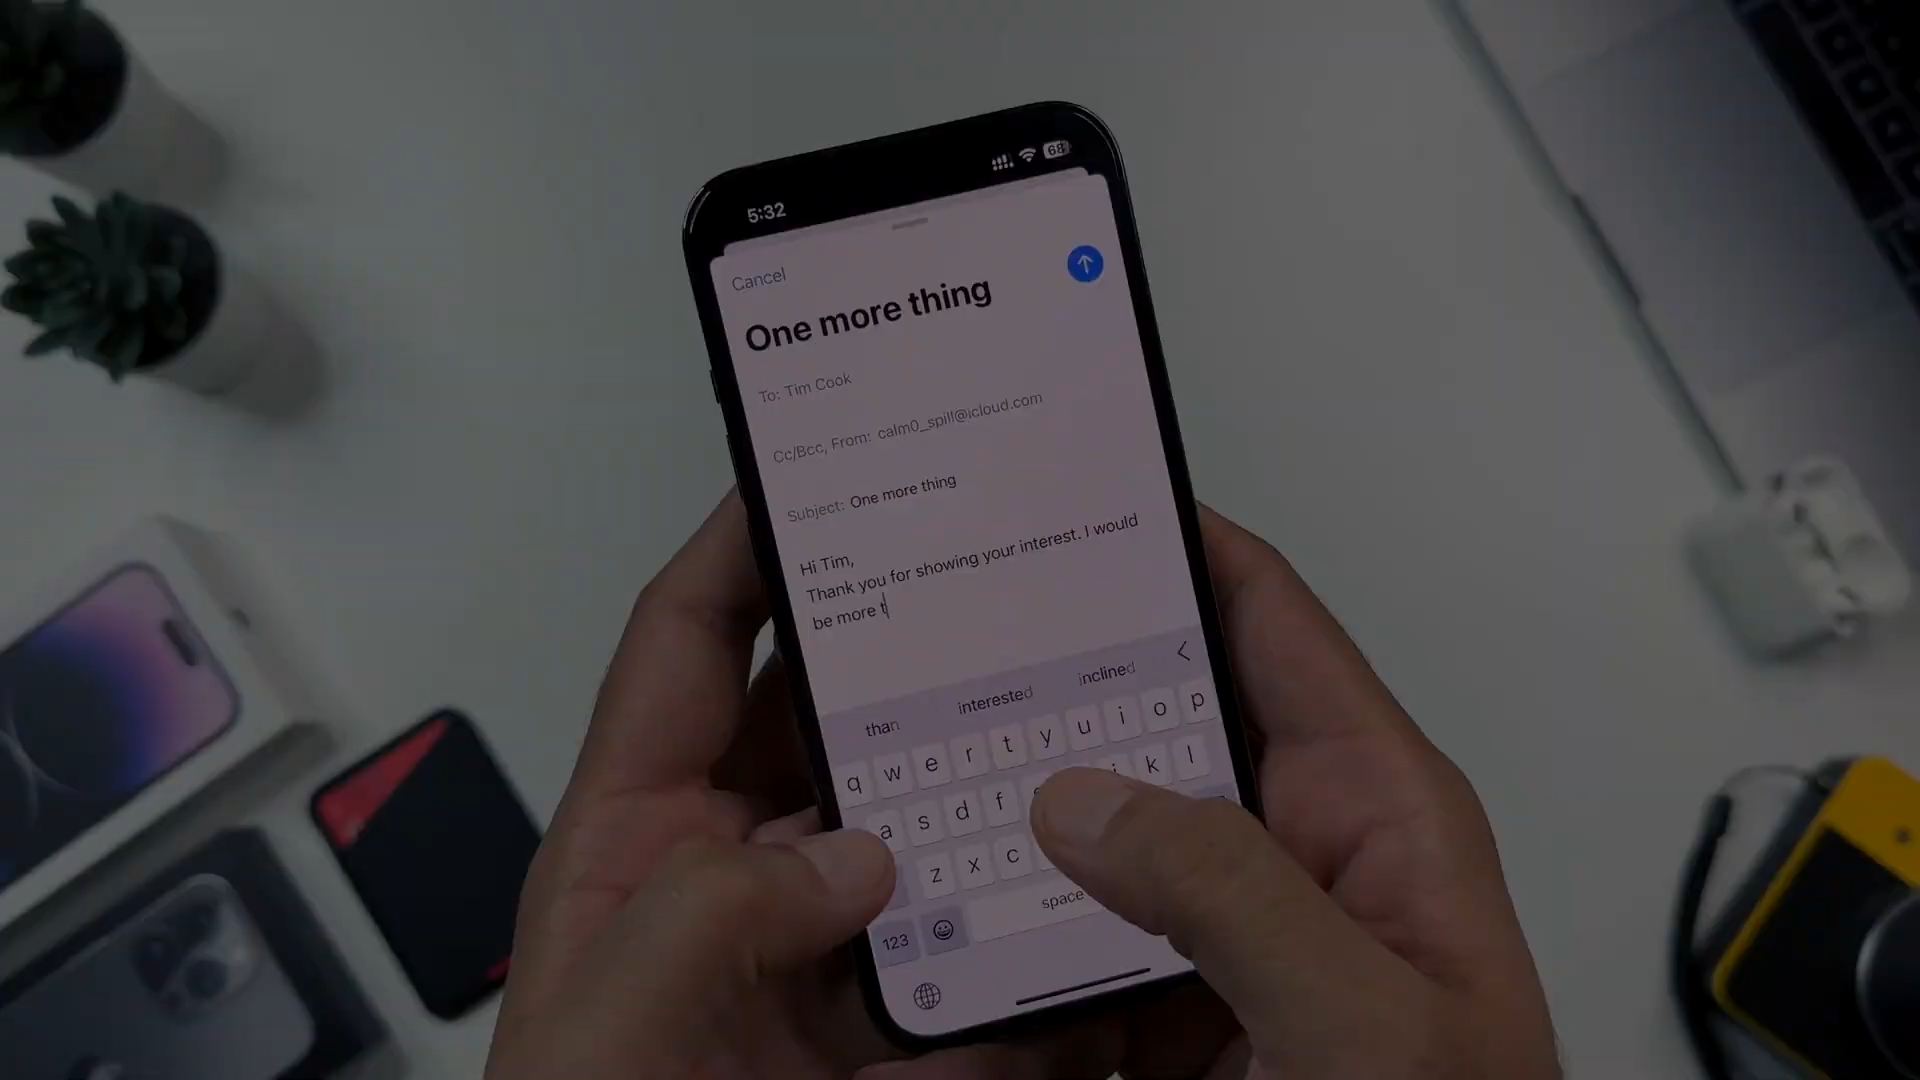 5:32
68
Cancel
One more thing
To: Tim Cook
Cc/Bcc, From: calm0_spill@icloud.com
Subject: One more thing
Hi Tim,
Thank you for showing your interest. I would
be more t
than interested inclined
q w e r t y u i o p
a s d f k l
z x c
123 space